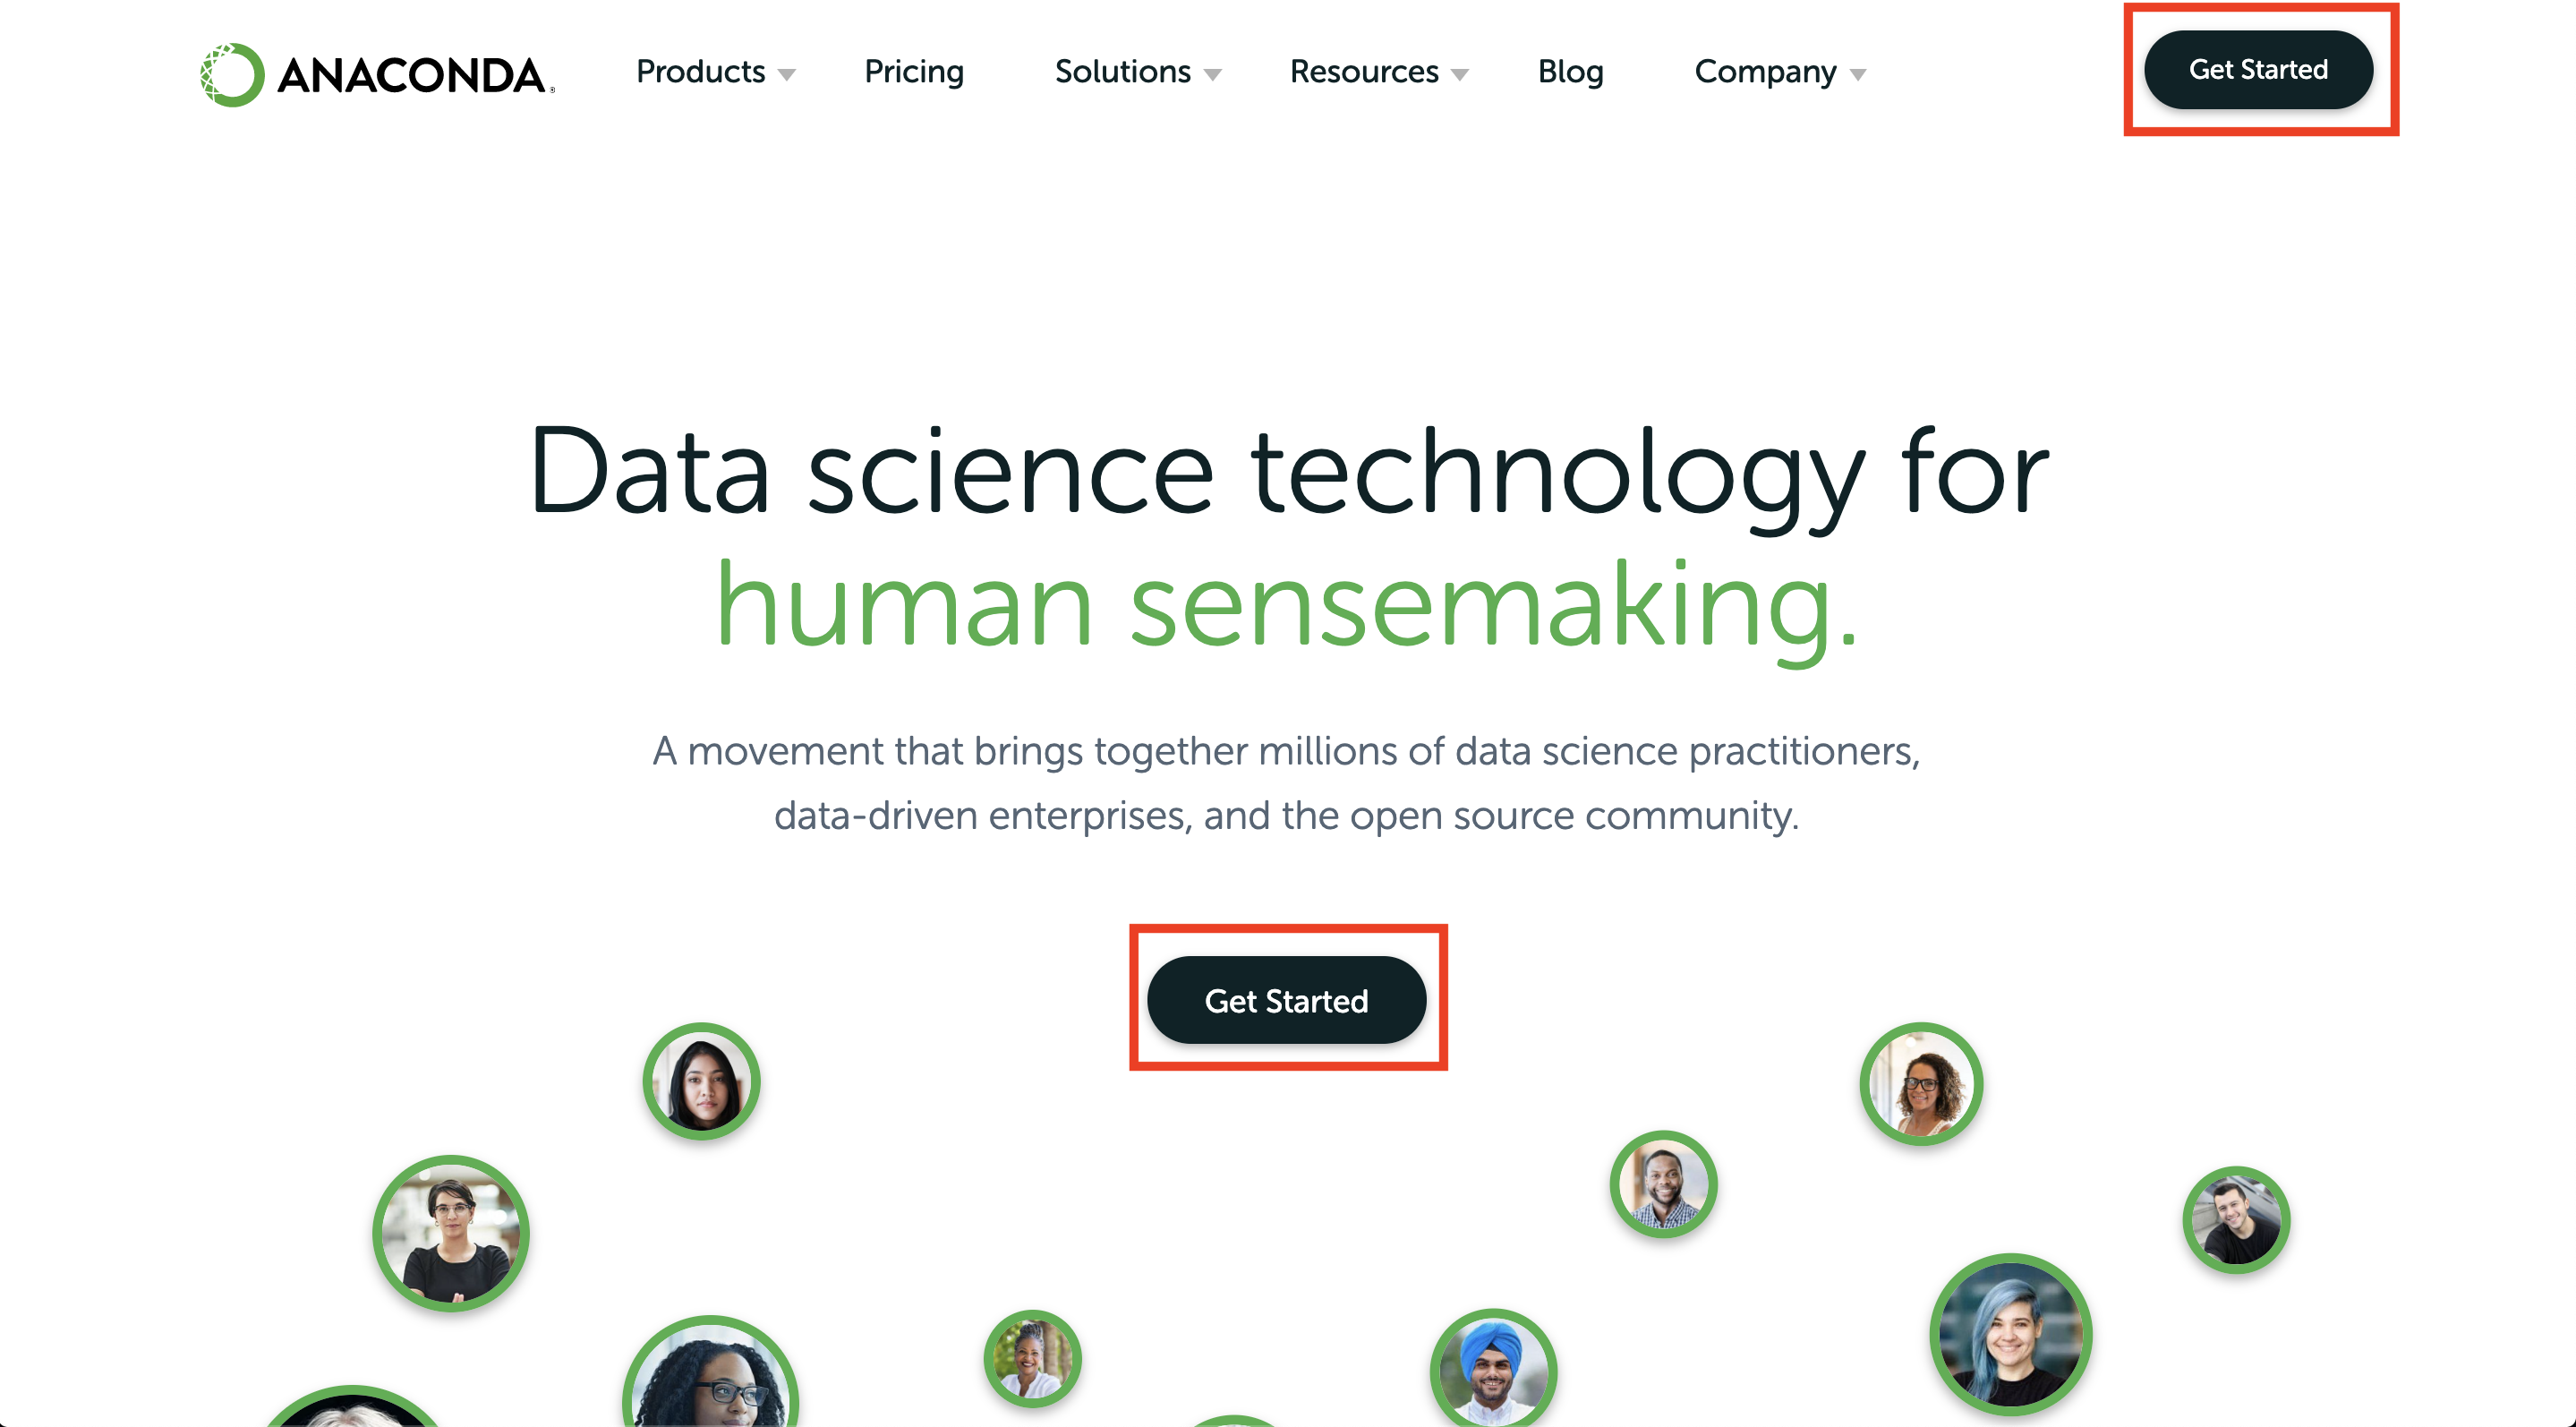 ANACONDA®
Products Pricing Solutions Resources Blog Company Get Started
Data science technology for
human sensemaking.
A movement that brings together millions of data science practitioners,
data-driven enterprises, and the open source community.
Get Started